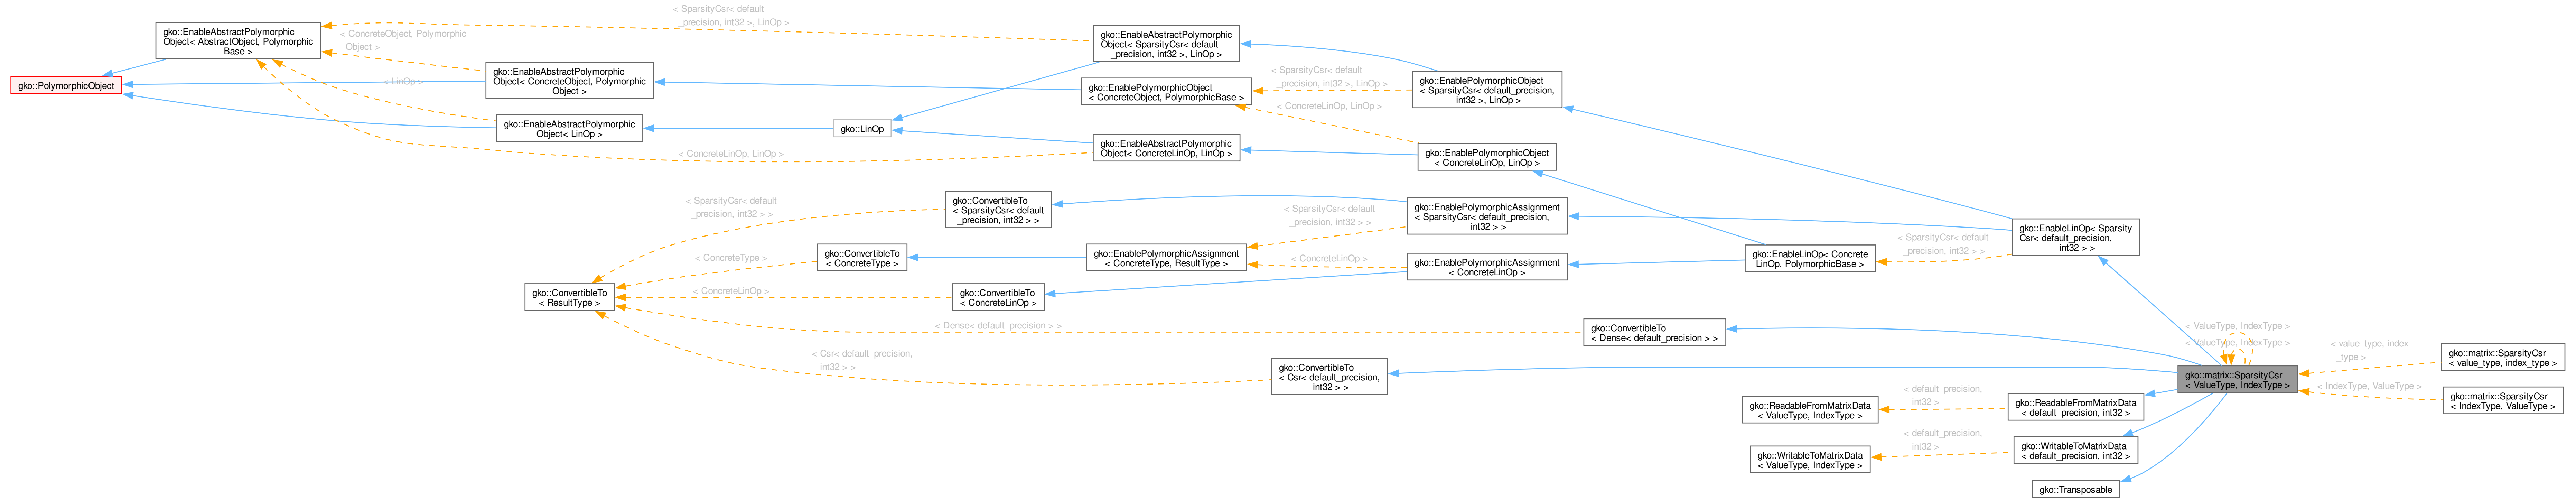 < SparsityCsr< default
_precision, int32 >, LinOp >
gko::EnableAbstractPolymorphic
Object< AbstractObject, Polymorphic
Base >
< ConcreteObject, Polymorphic
Object >
gko::EnableAbstractPolymorphic
Object< SparsityCsr< default
_precision, int32 >, LinOp >
gko::PolymorphicObject
gko::EnableAbstractPolymorphic
Object< ConcreteObject, Polymorphic
Object >
< LinOp >
gko::EnablePolymorphicObject
< ConcreteObject, PolymorphicBase >
< SparsityCsr< default
_precision, int32 >, LinOp >
gko::EnablePolymorphicObject
< SparsityCsr< default_precision,
int32 >, LinOp >
< ConcreteLinOp, LinOp >
gko::EnableAbstractPolymorphic
Object< LinOp >
gko::LinOp
gko::EnableAbstractPolymorphic
Object< ConcreteLinOp, LinOp >
< ConcreteLinOp, LinOp >
gko::EnablePolymorphicObject
< ConcreteLinOp, LinOp >
< SparsityCsr< default
_precision, int32 > >
gko::ConvertibleTo
< SparsityCsr< default
_precision, int32 > >
< SparsityCsr< default
_precision, int32 > >
gko::EnablePolymorphicAssignment
< SparsityCsr< default_precision,
int32 > >
gko::EnableLinOp< Sparsity
Csr< default_precision,
int32 > >
< SparsityCsr< default
_precision, int32 > >
< ConcreteType >
gko::ConvertibleTo
< ConcreteType >
gko::EnablePolymorphicAssignment
< ConcreteType, ResultType >
< ConcreteLinOp >
gko::EnablePolymorphicAssignment
< ConcreteLinOp >
gko::EnableLinOp< Concrete
LinOp, PolymorphicBase >
gko::ConvertibleTo
< ResultType >
< ConcreteLinOp >
gko::ConvertibleTo
< ConcreteLinOp >
< Dense< default_precision > >
gko::ConvertibleTo
< Dense< default_precision > >
< Csr< default_precision,
int32 > >
gko::ConvertibleTo
< Csr< default_precision,
int32 > >
< ValueType, IndexType >
< ValueType, IndexType >
gko::matrix::SparsityCsr
< ValueType, IndexType >
< value_type, index
_type >
gko::matrix::SparsityCsr
< value_type, index_type >
< IndexType, ValueType >
gko::matrix::SparsityCsr
< IndexType, ValueType >
gko::ReadableFromMatrixData
< ValueType, IndexType >
< default_precision,
int32 >
gko::ReadableFromMatrixData
< default_precision, int32 >
gko::WritableToMatrixData
< ValueType, IndexType >
< default_precision,
int32 >
gko::WritableToMatrixData
< default_precision, int32 >
gko::Transposable